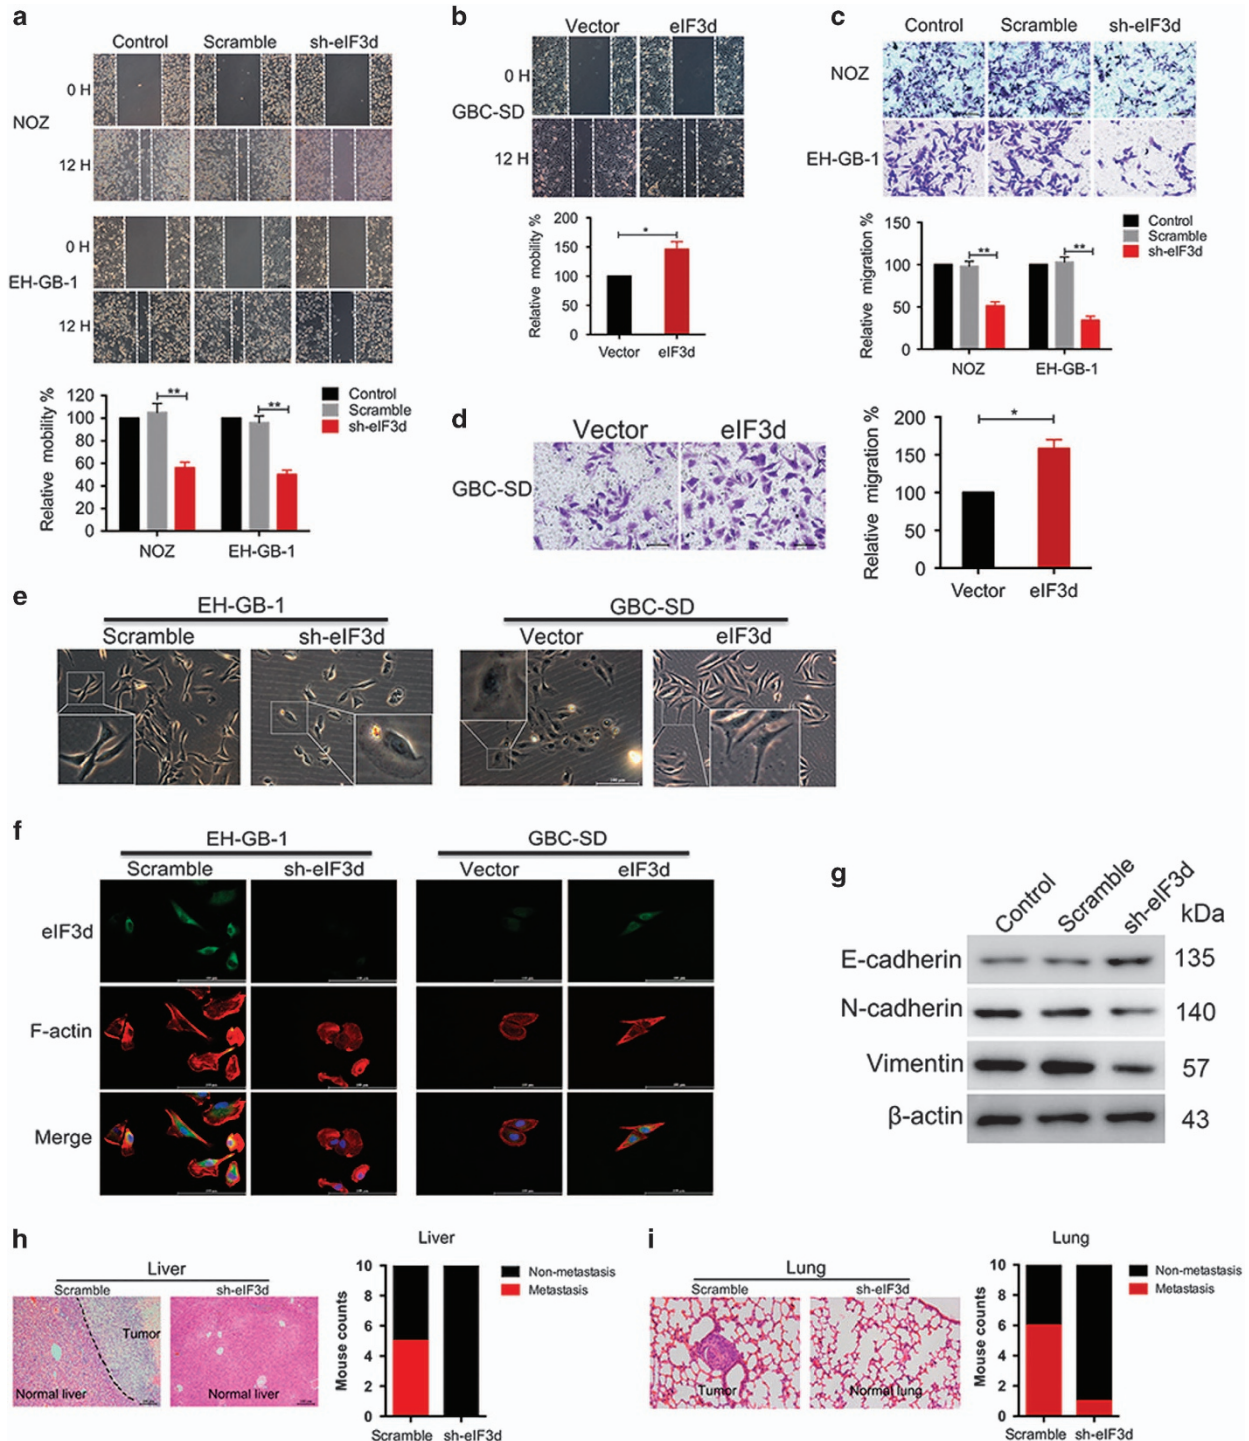 a
Control Scramble sh-eIF3d
0 H
NOZ
12 H
0 H
EH-GB-1
12 H
Relative mobility %
120
100
80
60
40
20
0
** **
Control
Scramble
sh-eIF3d
NOZ EH-GB-1
b
Vector eIF3d
0 H
GBC-SD
12 H
Relative mobility %
200
150
100
50
0
*
Vector eIF3d
c
Control Scramble sh-eIF3d
NOZ
EH-GB-1
Relative migration %
150
100
50
0
** **
Control
Scramble
sh-eIF3d
NOZ EH-GB-1
d
Vector eIF3d
GBC-SD
Relative migration %
200
150
100
50
0
*
Vector eIF3d
e
EH-GB-1 GBC-SD
Scramble sh-eIF3d Vector eIF3d
f
EH-GB-1 GBC-SD
Scramble sh-eIF3d Vector eIF3d
eIF3d
F-actin
Merge
g
Control Scramble sh-eIF3d kDa
E-cadherin 135
N-cadherin 140
Vimentin 57
β-actin 43
h
Liver
Scramble sh-eIF3d
Tumor
Normal liver Normal liver
Liver
Mouse counts
10
8
6
4
2
0
Non-metastasis
Metastasis
Scramble sh-eIF3d
i
Lung
Scramble sh-eIF3d
Tumor Normal lung
Lung
Mouse counts
10
8
6
4
2
0
Non-metastasis
Metastasis
Scramble sh-eIF3d